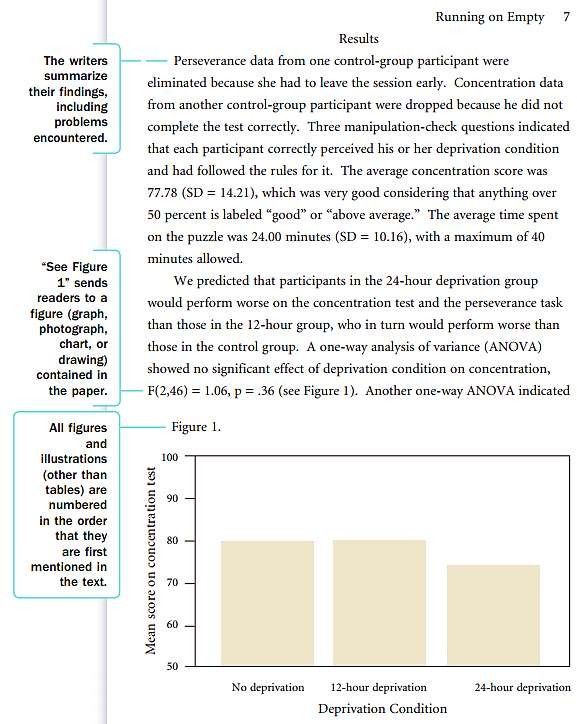 Running on Empty 7
Results
The writers
summarize
their findings,
including
problems
encountered.
Perseverance data from one control-group participant were
eliminated because she had to leave the session early. Concentration data
from another control-group participant were dropped because he did not
complete the test correctly. Three manipulation-check questions indicated
that each participant correctly perceived his or her deprivation condition
and had followed the rules for it. The average concentration score was
77.78 (SD = 14.21), which was very good considering that anything over
50 percent is labeled “good” or “above average.” The average time spent
on the puzzle was 24.00 minutes (SD = 10.16), with a maximum of 40
minutes allowed.
“See Figure
1” sends
readers to a
figure (graph,
photograph,
chart, or
drawing)
contained in
the paper.
We predicted that participants in the 24-hour deprivation group
would perform worse on the concentration test and the perseverance task
than those in the 12-hour group, who in turn would perform worse than
those in the control group. A one-way analysis of variance (ANOVA)
showed no significant effect of deprivation condition on concentration,
F(2,46) = 1.06, p = .36 (see Figure 1). Another one-way ANOVA indicated
All figures
and
illustrations
(other than
tables) are
numbered
in the order
that they
are first
mentioned in
the text.
Figure 1.
Mean score on concentration test
100
90
80
70
60
50
No deprivation 12-hour deprivation 24-hour deprivation
Deprivation Condition